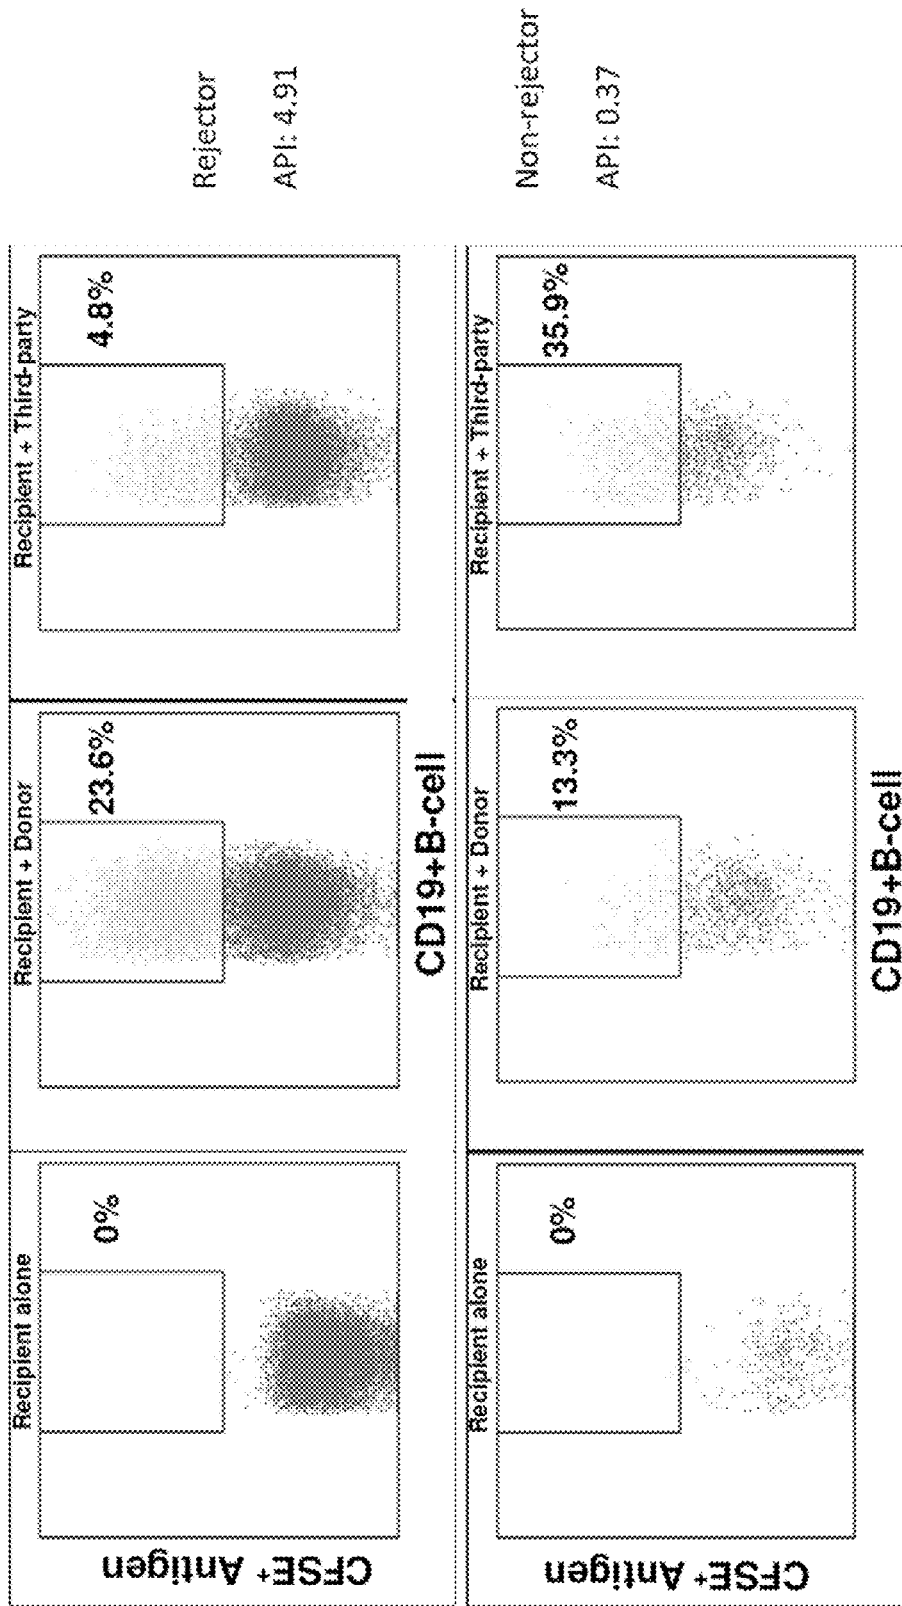 CFSE+ Antigen
Recipient alone
0%
Recipient + Donor
23.6%
Recipient + Third-party
4.8%
CD19+B-cell
Rejector
API: 4.91
CFSE+ Antigen
Recipient alone
0%
Recipient + Donor
13.3%
Recipient + Third-party
35.9%
CD19+B-cell
Non-rejector
API: 0.37